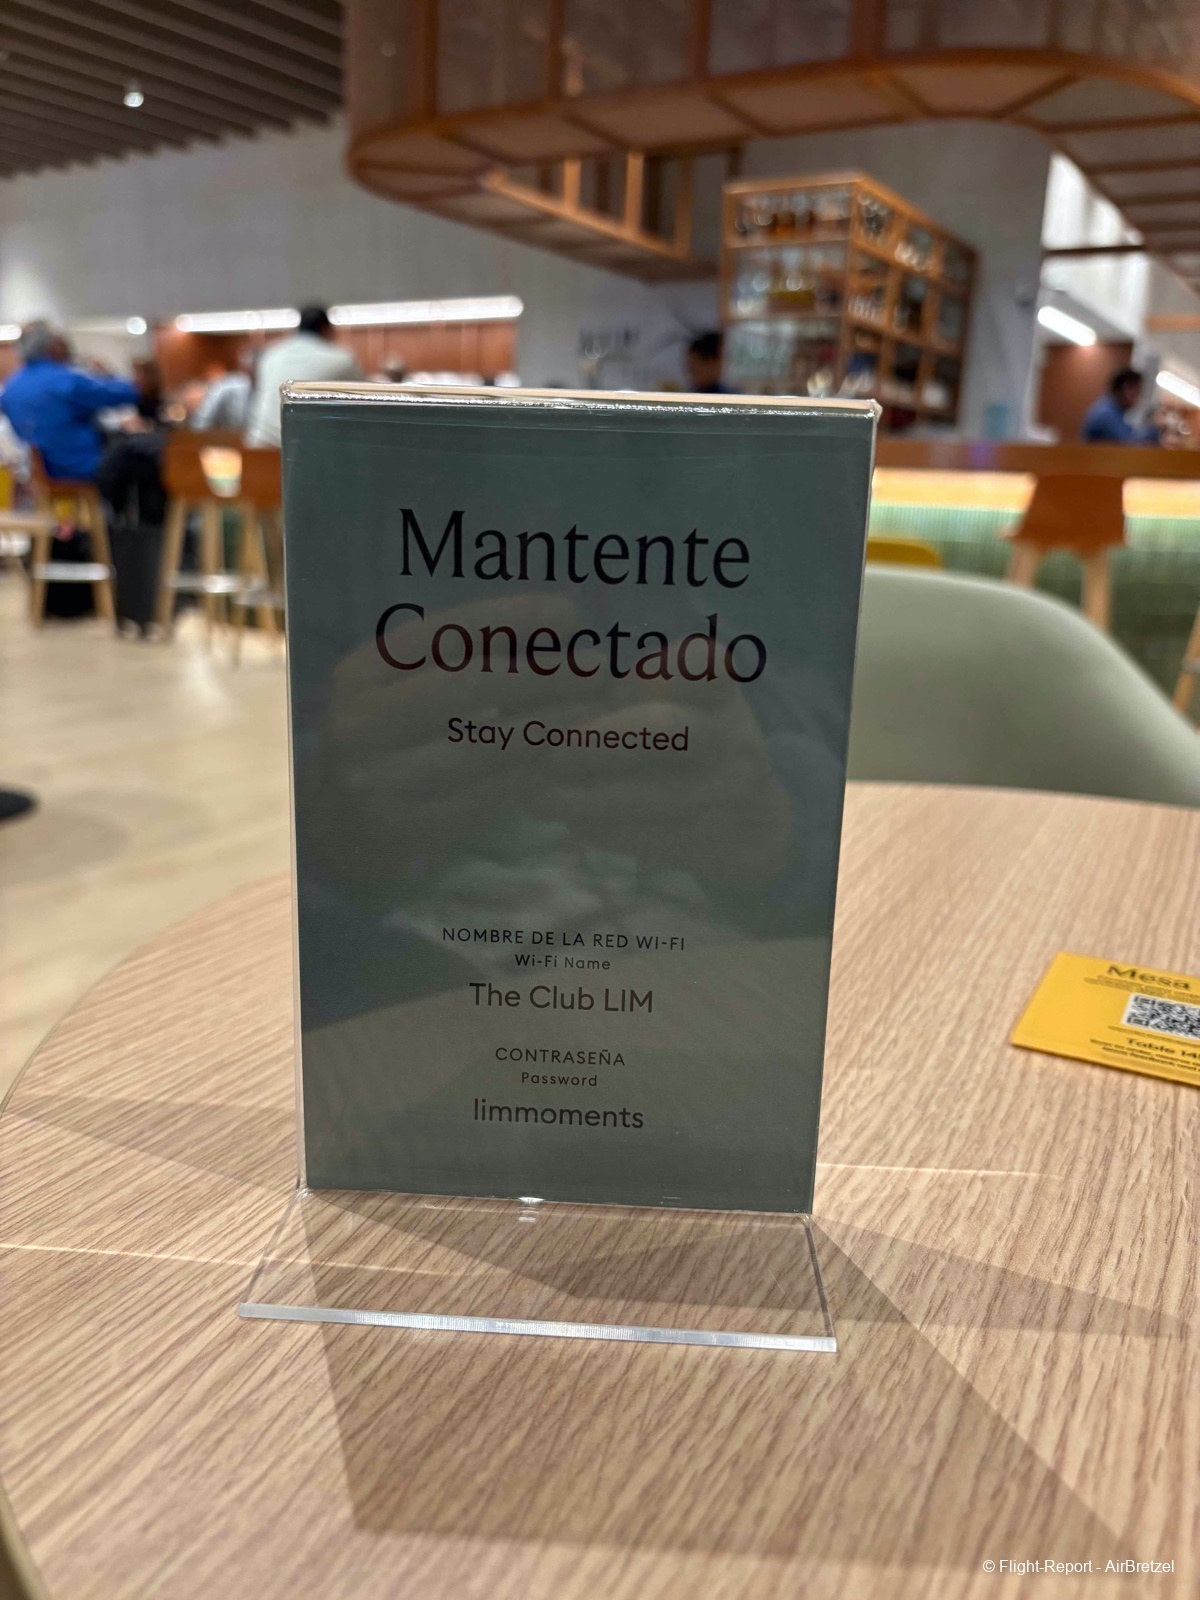 Mantente
Conectado
Stay Connected
NOMBRE DE LA RED WI-FI
Wi-Fi Name
The Club LIM
CONTRASEÑA
Password
limmoments
Mesa
Table
© Flight-Report - AirBretzel